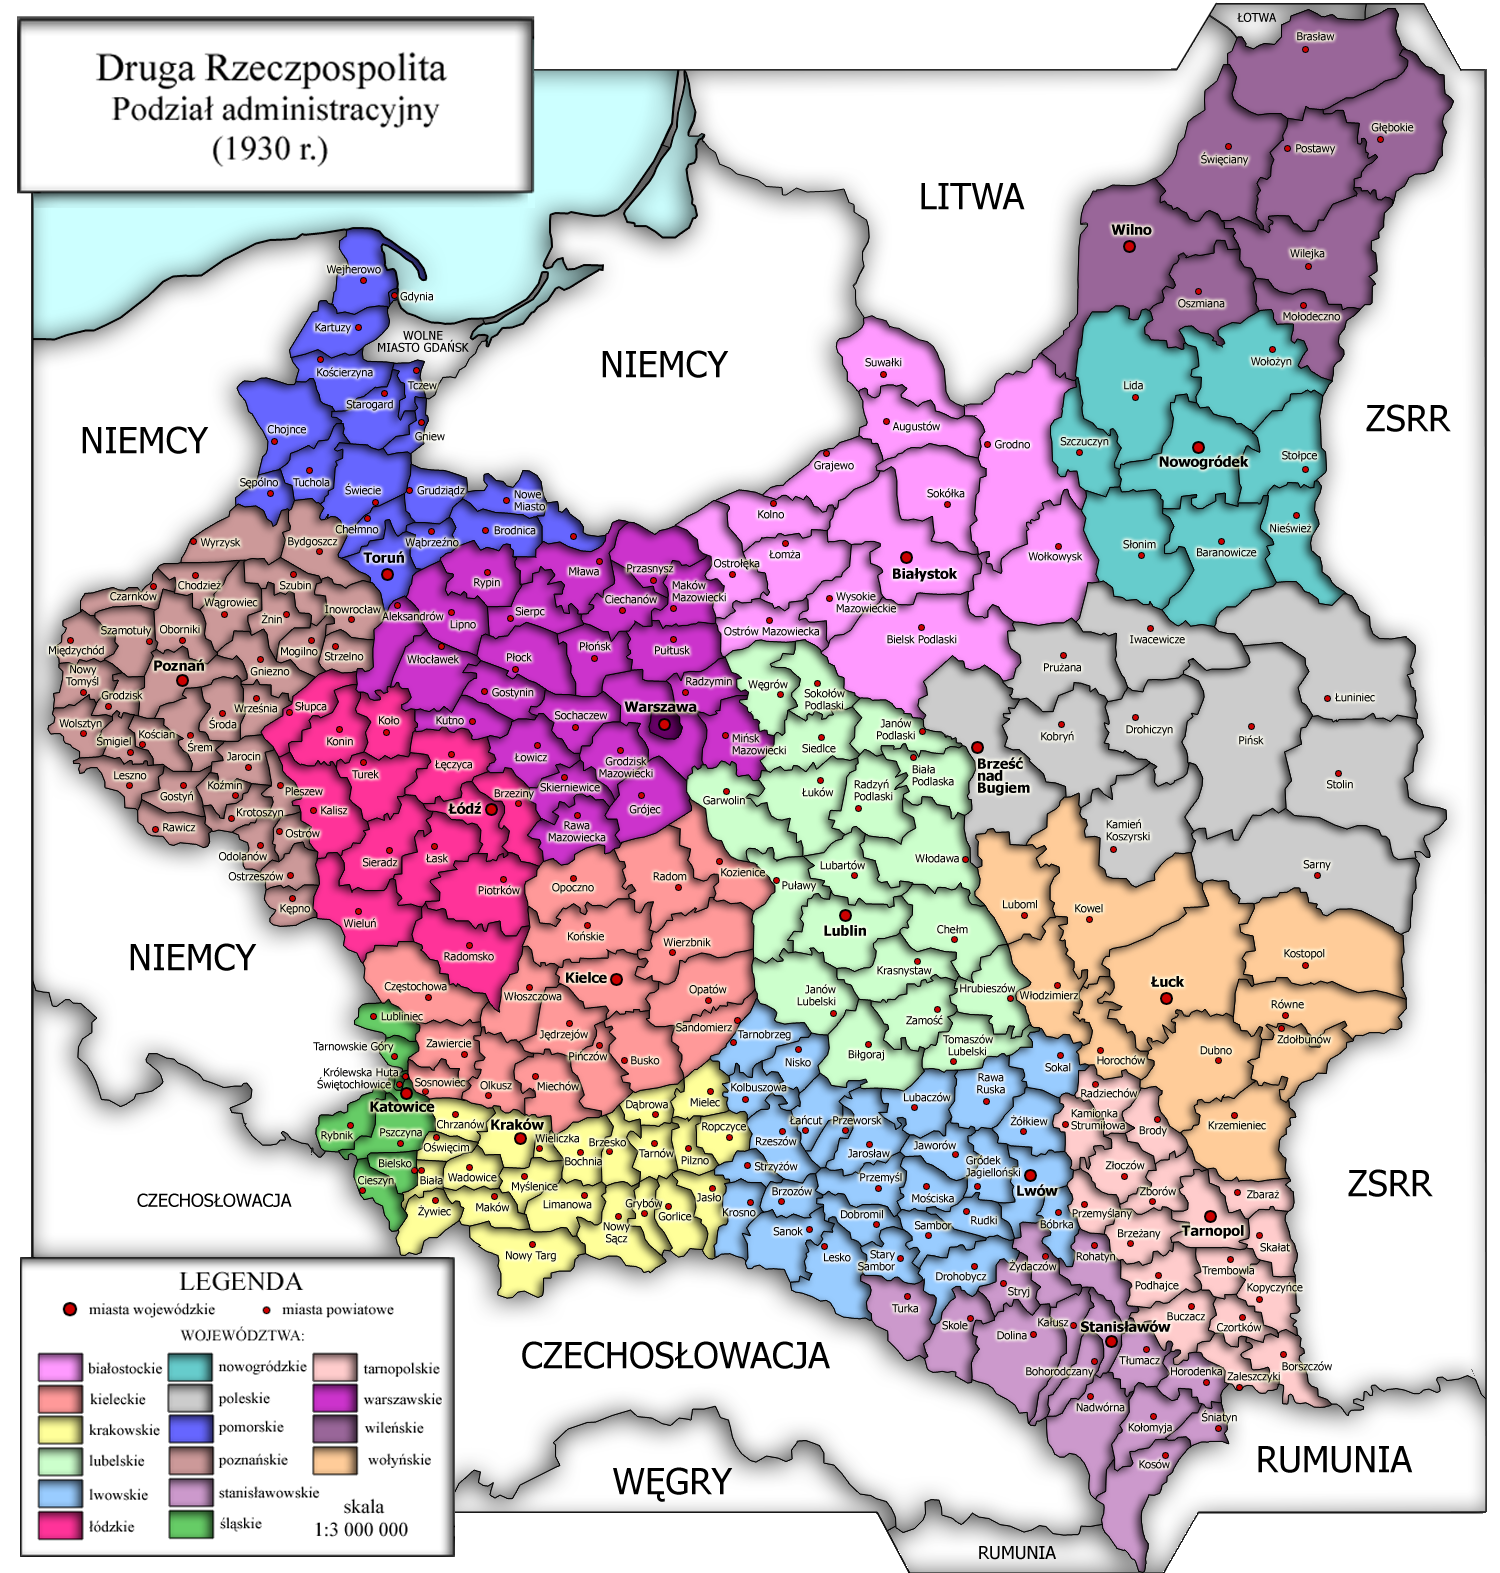 Druga Rzeczpospolita
Podział administracyjny
(1930 r.)
ŁOTWA
Brasław
Głębokie
Święciany
Postawy
LITWA
Wilno
Wilejka
ZSRR
Oszmiana
Mołodeczno
Wejherowo
Gdynia
Kartuzy
WOLNE
MIASTO GDAŃSK
Kościerzyna
Tczew
Starogard
Gniew
Chojnce
NIEMCY
NIEMCY
Suwałki
Augustów
Grodno
Grajewo
Wołożyn
Lida
Szczuczyn
Nowogródek
Stołpce
ZSRR
Sępólno
Tuchola
Świecie
Grudziądz
Nowe
Miasto
Chełmno
Wąbrzeźno
Brodnica
Toruń
Sokółka
Kolno
Łomża
Ostrołęka
Białystok
Wołkowysk
Słonim
Baranowicze
Nieśwież
Wyrzysk
Bydgoszcz
Chodzież
Szubin
Czarnków
Wągrowiec
Żnin
Inowrocław
Aleksandrów
Rypin
Lipno
Sierpc
Mława
Przasnysz
Ciechanów
Maków
Mazowiecki
Wysokie
Mazowieckie
Ostrów Mazowiecka
Bielsk Podlaski
Iwacewicze
Prużana
Szamotuły
Oborniki
Międzychód
Mogilno
Strzelno
Nowy
Tomyśl
Poznań
Gniezno
Włocławek
Płock
Płońsk
Pułtusk
Grodzisk
Września
Słupca
Gostynin
Radzymin
Węgrów
Sokołów
Podlaski
Łuniniec
Wolsztyn
Środa
Koło
Kutno
Sochaczew
Warszawa
Janów
Podlaski
Drohiczyn
Kobryń
Pińsk
Śmigiel
Kościan
Śrem
Konin
Mińsk
Mazowiecki
Siedlce
Leszno
Jarocin
Turek
Łęczyca
Łowicz
Grodzisk
Mazowiecki
Biała
Podlaska
Brześć
nad
Bugiem
Stolin
Gostyń
Koźmin
Pleszew
Brzeziny
Skierniewice
Garwolin
Łuków
Radzyń
Podlaski
Rawicz
Krotoszyn
Kalisz
Łódź
Grójec
Rawa
Mazowiecka
Kamień
Koszyrski
Ostrów
Odolanów
Sieradz
Łask
Włodawa
Sarny
Ostrzeszów
Piotrków
Opoczno
Radom
Kozienice
Puławy
Lubartów
Kępno
Wieluń
Luboml
Kowel
NIEMCY
Radomsko
Końskie
Wierzbnik
Lublin
Chełm
Kostopol
Krasnystaw
Częstochowa
Włoszczowa
Kielce
Opatów
Janów
Lubelski
Hrubieszów
Włodzimierz
Łuck
Równe
Lubliniec
Jędrzejów
Sandomierz
Zamość
Zdołbunów
Tarnowskie Góry
Zawiercie
Pińczów
Busko
Tarnobrzeg
Biłgoraj
Tomaszów
Lubelski
Horochów
Dubno
Królewska Huta
Świętochłowice
Sosnowiec
Olkusz
Miechów
Nisko
Sokal
Katowice
Kolbuszowa
Rawa
Ruska
Radziechów
Dąbrowa
Mielec
Lubaczów
Rybnik
Pszczyna
Chrzanów
Kraków
Wieliczka
Brzesko
Ropczyce
Łańcut
Przeworsk
Żółkiew
Kamionka
Strumiłowa
Brody
Krzemieniec
Oświęcim
Bochnia
Tarnów
Pilzno
Rzeszów
Jarosław
Jaworów
Bielsko
Cieszyn
Biała
Wadowice
Myślenice
Strzyżów
Przemyśl
Gródek
Jagielloński
Lwów
Złoczów
ZSRR
CZECHOSŁOWACJA
Żywiec
Maków
Limanowa
Grybów
Jasło
Gorlice
Brzozów
Krosno
Mościska
Zborów
Zbaraż
Nowy
Sącz
Dobromil
Sambor
Rudki
Bóbrka
Przemyślany
Tarnopol
Nowy Targ
Sanok
Lesko
Stary
Sambor
Drohobycz
Rohatyn
Brzeżany
Skałat
Żydaczów
Stryj
Podhajce
Trembowla
Kopyczyńce
Turka
Skole
Dolina
Kałusz
Stanisławów
Buczacz
Czortków
CZECHOSŁOWACJA
Bohorodczany
Tłumacz
Horodenka
Zaleszczyki
Borszczów
Nadwórna
Kołomyja
Śniatyn
Kosów
WĘGRY
RUMUNIA
RUMUNIA
LEGENDA
miasta wojewódzkie
miasta powiatowe
WOJEWÓDZTWA:
białostockie
nowogródzkie
tarnopolskie
kieleckie
poleskie
warszawskie
krakowskie
pomorskie
wileńskie
lubelskie
poznańskie
wołyńskie
lwowskie
stanisławowskie
łódzkie
śląskie
skala
1:3 000 000